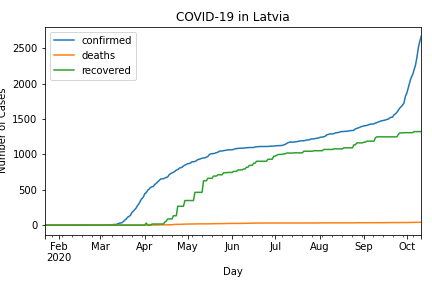 COVID-19 in Latvia
confirmed
deaths
recovered
2500
2000
1500
1000
500
0
Number of Cases
Feb Mar Apr May Jun Jul Aug Sep Oct
2020
Day